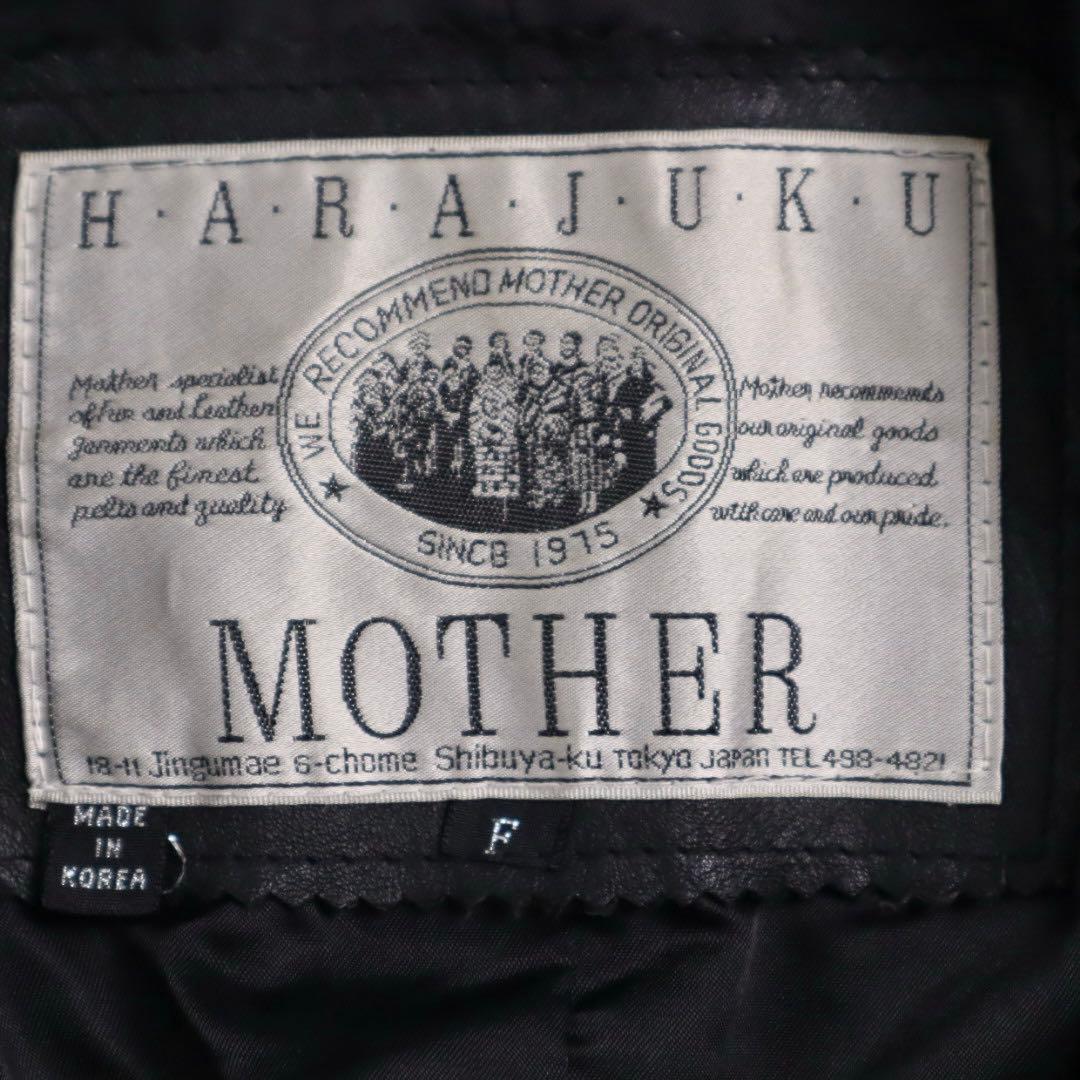 H·A·R·A·J·U·K·U
WE RECOMMEND MOTHER ORIGINAL GOODS
Mother specialist
of Fur and Leather
garments which
are the finest
pelts and quality
Mother recommends
our original goods
which are produced
with care and our pride.
★ SINCE 1975 ★
MOTHER
18-11 Jingumae 6-chome Shibuya-ku Tokyo Japan TEL 498-4821
MADE
IN
KOREA
F